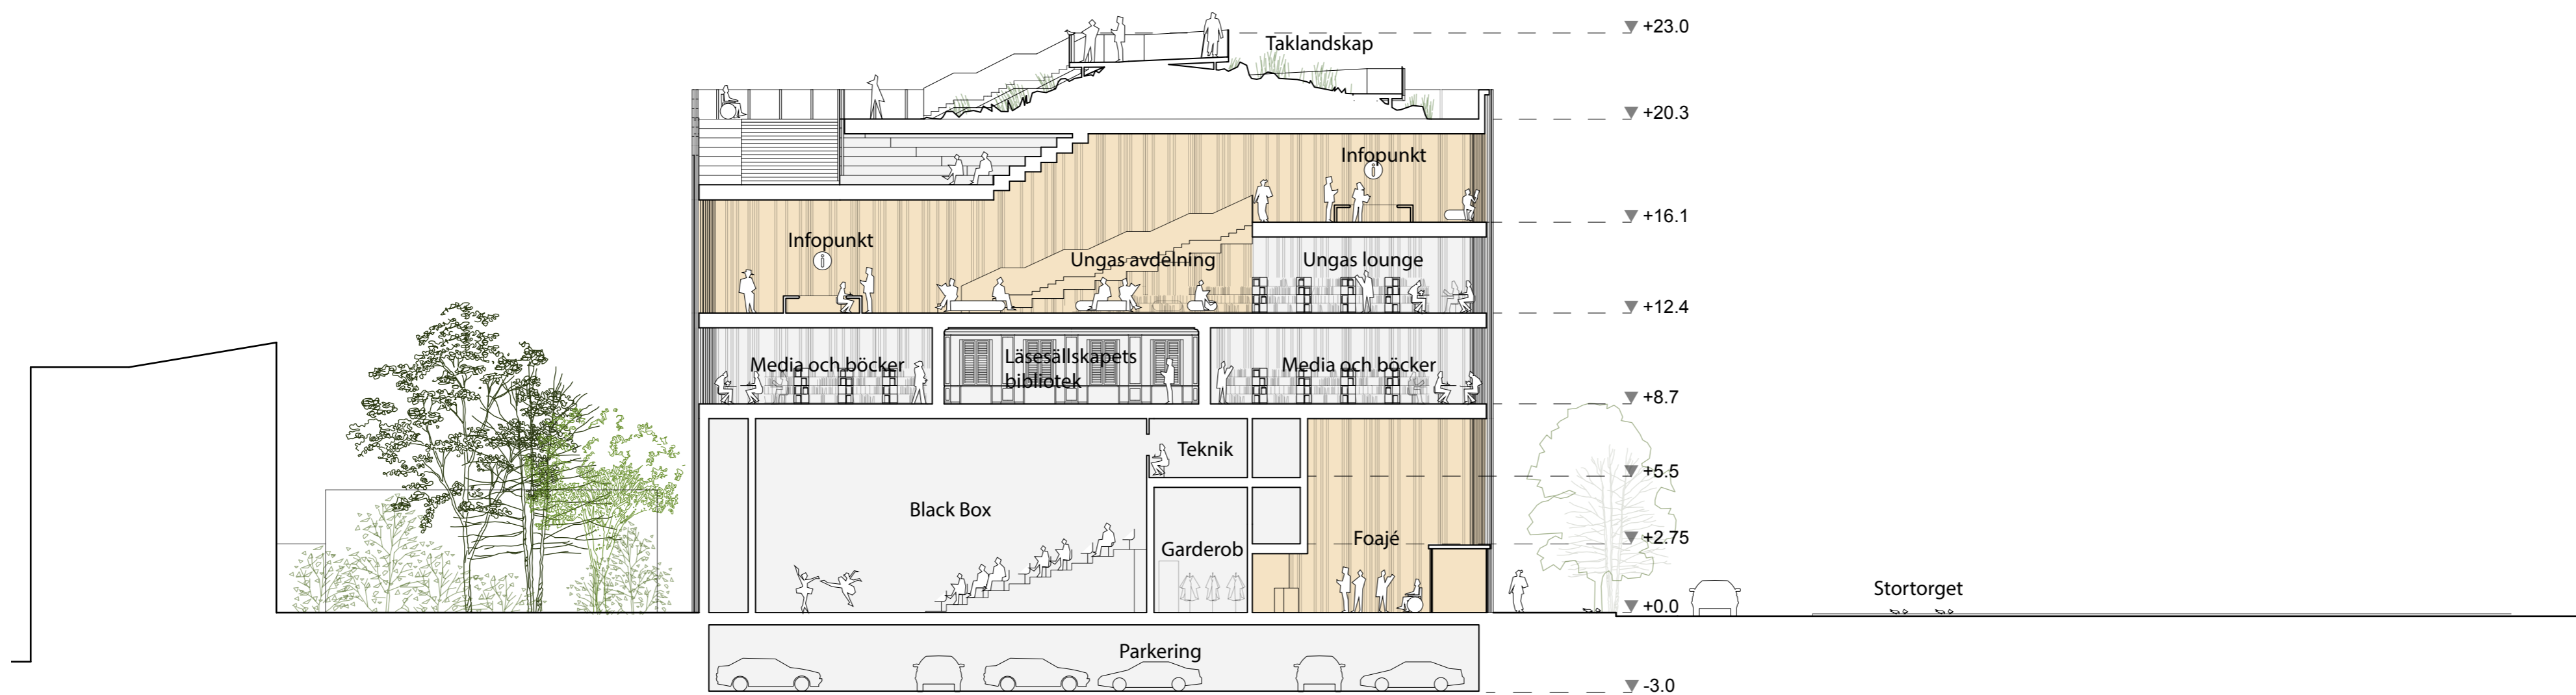 +23.0
Taklandskap
+20.3
Infopunkt
i
+16.1
Infopunkt
i
Ungas avdelning
Ungas lounge
+12.4
Media och böcker
Läsesällskapets
bibliotek
Media och böcker
+8.7
Teknik
+5.5
Black Box
Garderob
Foajé
+2.75
Stortorget
+0.0
Parkering
-3.0